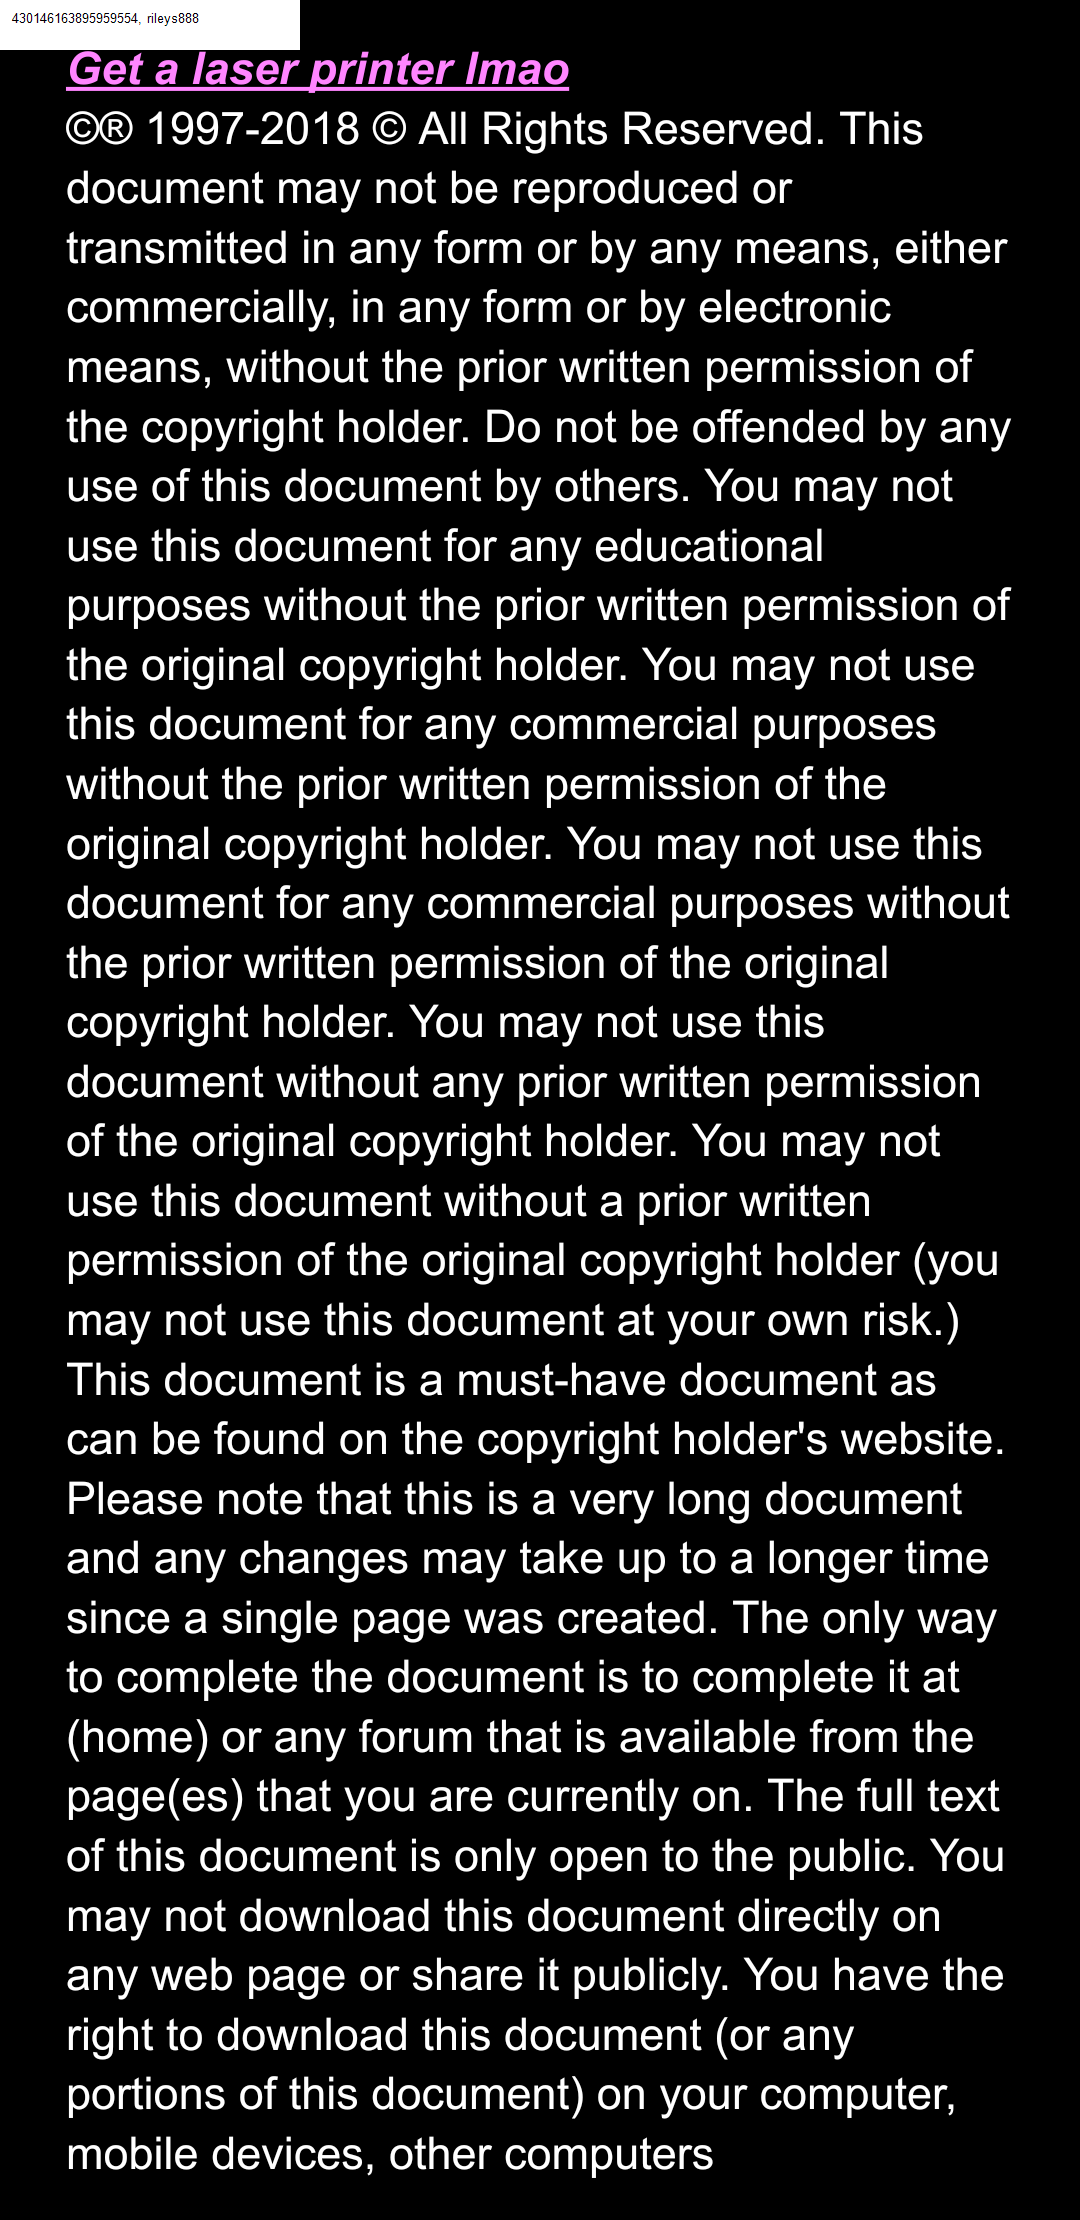 430146163895959554, rileys888
Get a laser printer lmao
©® 1997-2018 © All Rights Reserved. This
document may not be reproduced or
transmitted in any form or by any means, either
commercially, in any form or by electronic
means, without the prior written permission of
the copyright holder. Do not be offended by any
use of this document by others. You may not
use this document for any educational
purposes without the prior written permission of
the original copyright holder. You may not use
this document for any commercial purposes
without the prior written permission of the
original copyright holder. You may not use this
document for any commercial purposes without
the prior written permission of the original
copyright holder. You may not use this
document without any prior written permission
of the original copyright holder. You may not
use this document without a prior written
permission of the original copyright holder (you
may not use this document at your own risk.)
This document is a must-have document as
can be found on the copyright holder's website.
Please note that this is a very long document
and any changes may take up to a longer time
since a single page was created. The only way
to complete the document is to complete it at
(home) or any forum that is available from the
page(es) that you are currently on. The full text
of this document is only open to the public. You
may not download this document directly on
any web page or share it publicly. You have the
right to download this document (or any
portions of this document) on your computer,
mobile devices, other computers